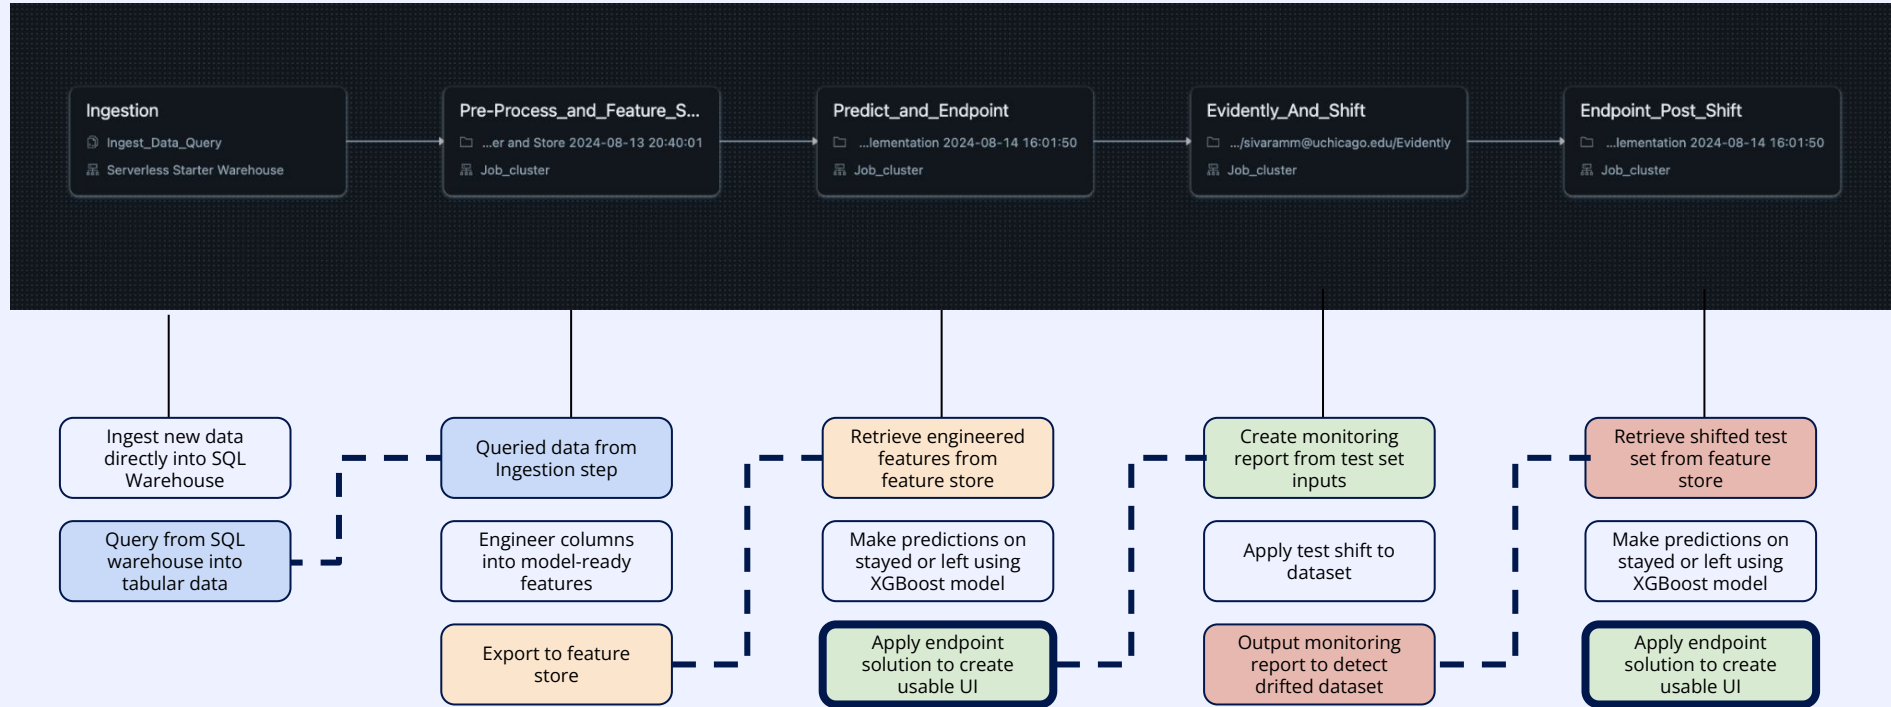 Ingestion
Ingest_Data_Query
Serverless Starter Warehouse
Pre-Process_and_Feature_S...
...er and Store 2024-08-13 20:40:01
Job_cluster
Predict_and_Endpoint
...lementation 2024-08-14 16:01:50
Job_cluster
Evidently_And_Shift
.../sivaramm@uchicago.edu/Evidently
Job_cluster
Endpoint_Post_Shift
...lementation 2024-08-14 16:01:50
Job_cluster
Ingest new data
directly into SQL
Warehouse
Query from SQL
warehouse into
tabular data
Queried data from
Ingestion step
Engineer columns
into model-ready
features
Export to feature
store
Retrieve engineered
features from
feature store
Make predictions on
stayed or left using
XGBoost model
Apply endpoint
solution to create
usable UI
Create monitoring
report from test set
inputs
Apply test shift to
dataset
Output monitoring
report to detect
drifted dataset
Retrieve shifted test
set from feature
store
Make predictions on
stayed or left using
XGBoost model
Apply endpoint
solution to create
usable UI